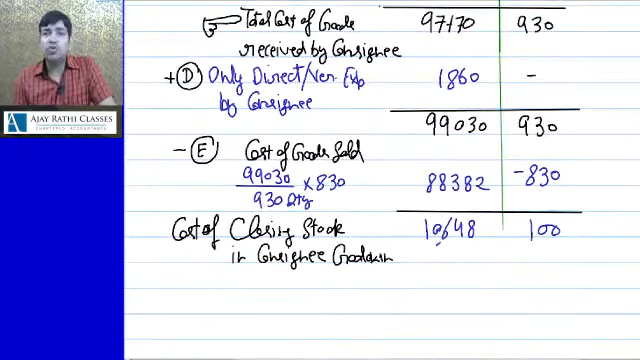 Total Cost of Goods 97170 930
received by Consignee
+ D Only Direct/Var. Exp 1860 -
by Consignee
99030 930
- E Cost of Goods Sold
99030 × 830 88382 -830
930 Qty
Cost of Closing Stock 10648 100
in Consignee Godown
AJAY RATHI CLASSES
CHARTERED ACCOUNTANTS